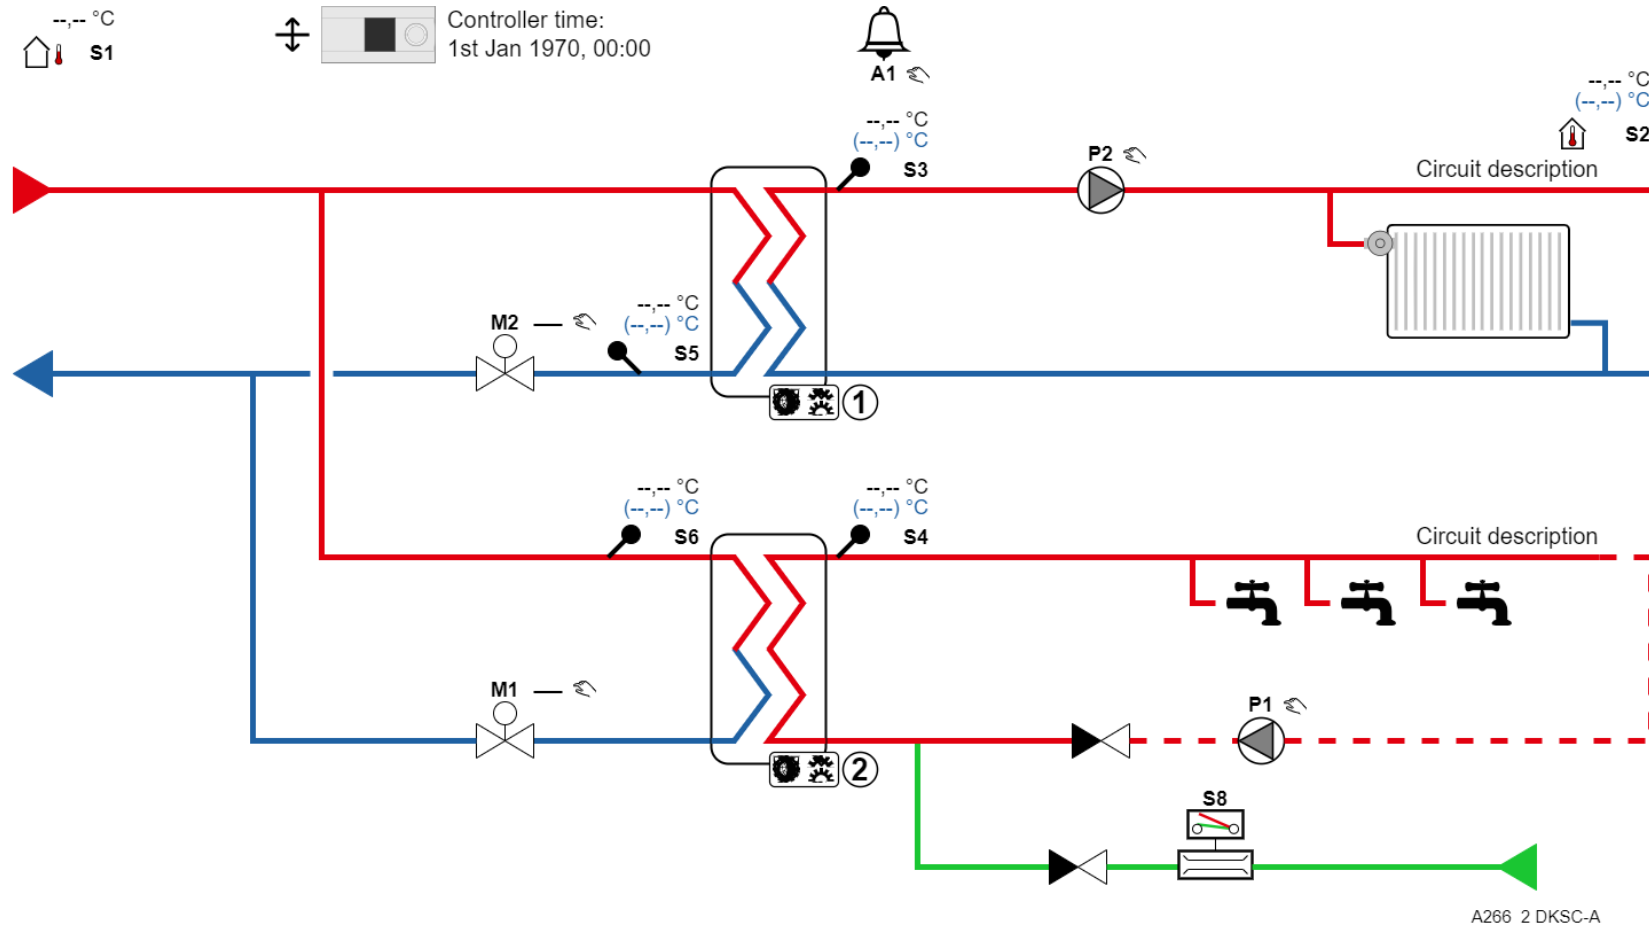 --,-- °C
S1
Controller time:
1st Jan 1970, 00:00
A1
--,-- °C
(--,--) °C
S2
--,-- °C
(--,--) °C
S3
P2
Circuit description
--,-- °C
(--,--) °C
S5
M2
1
--,-- °C
(--,--) °C
S6
--,-- °C
(--,--) °C
S4
Circuit description
M1
P1
2
S8
A266 2 DKSC-A